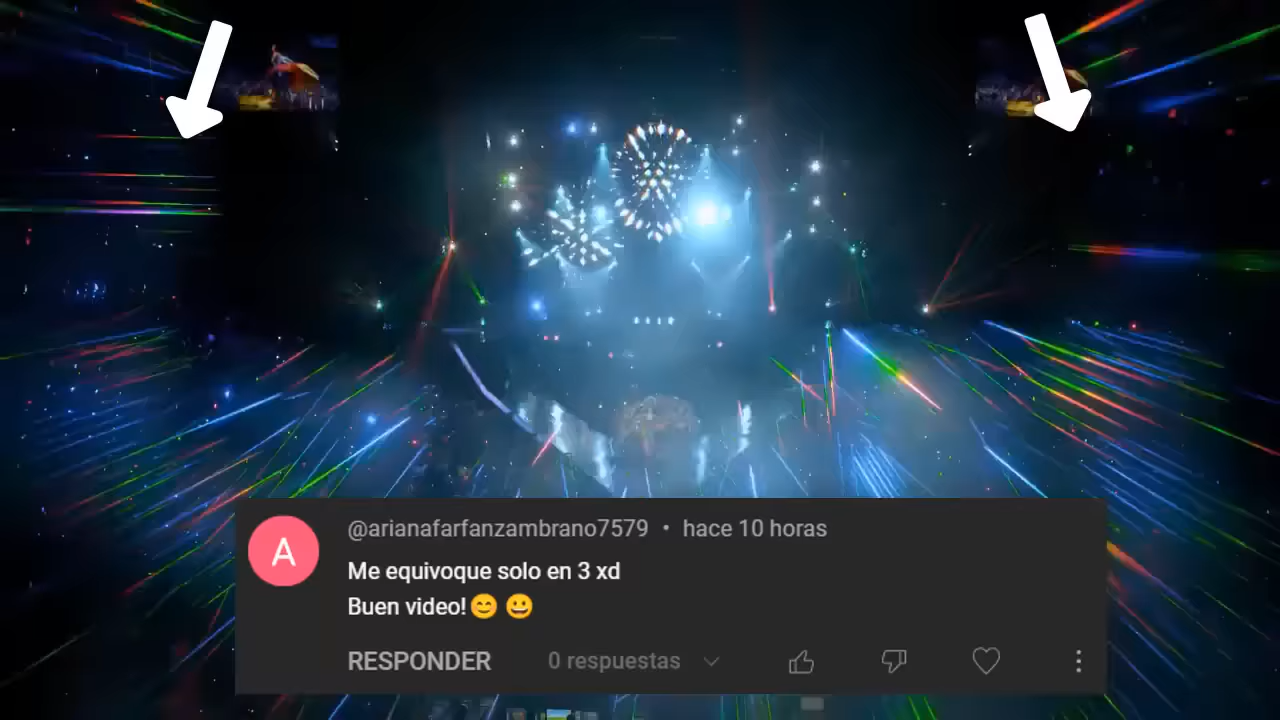 @arianafarfanzambrano7579 • hace 10 horas
A
Me equivoque solo en 3 xd
Buen video!😊 😀
RESPONDER 0 respuestas